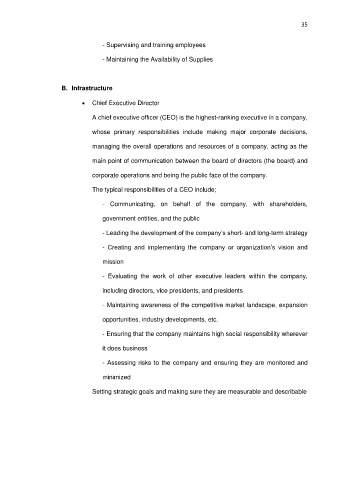 35
- Supervising and training employees
- Maintaining the Availability of Supplies
B. Infrastructure
• Chief Executive Director
A chief executive officer (CEO) is the highest-ranking executive in a company,
whose primary responsibilities include making major corporate decisions,
managing the overall operations and resources of a company, acting as the
main point of communication between the board of directors (the board) and
corporate operations and being the public face of the company.
The typical responsibilities of a CEO include;
- Communicating, on behalf of the company, with shareholders,
government entities, and the public
- Leading the development of the company's short- and long-term strategy
- Creating and implementing the company or organization's vision and
mission
- Evaluating the work of other executive leaders within the company,
including directors, vice presidents, and presidents
- Maintaining awareness of the competitive market landscape, expansion
opportunities, industry developments, etc.
- Ensuring that the company maintains high social responsibility wherever
it does business
- Assessing risks to the company and ensuring they are monitored and
minimized
Setting strategic goals and making sure they are measurable and describable